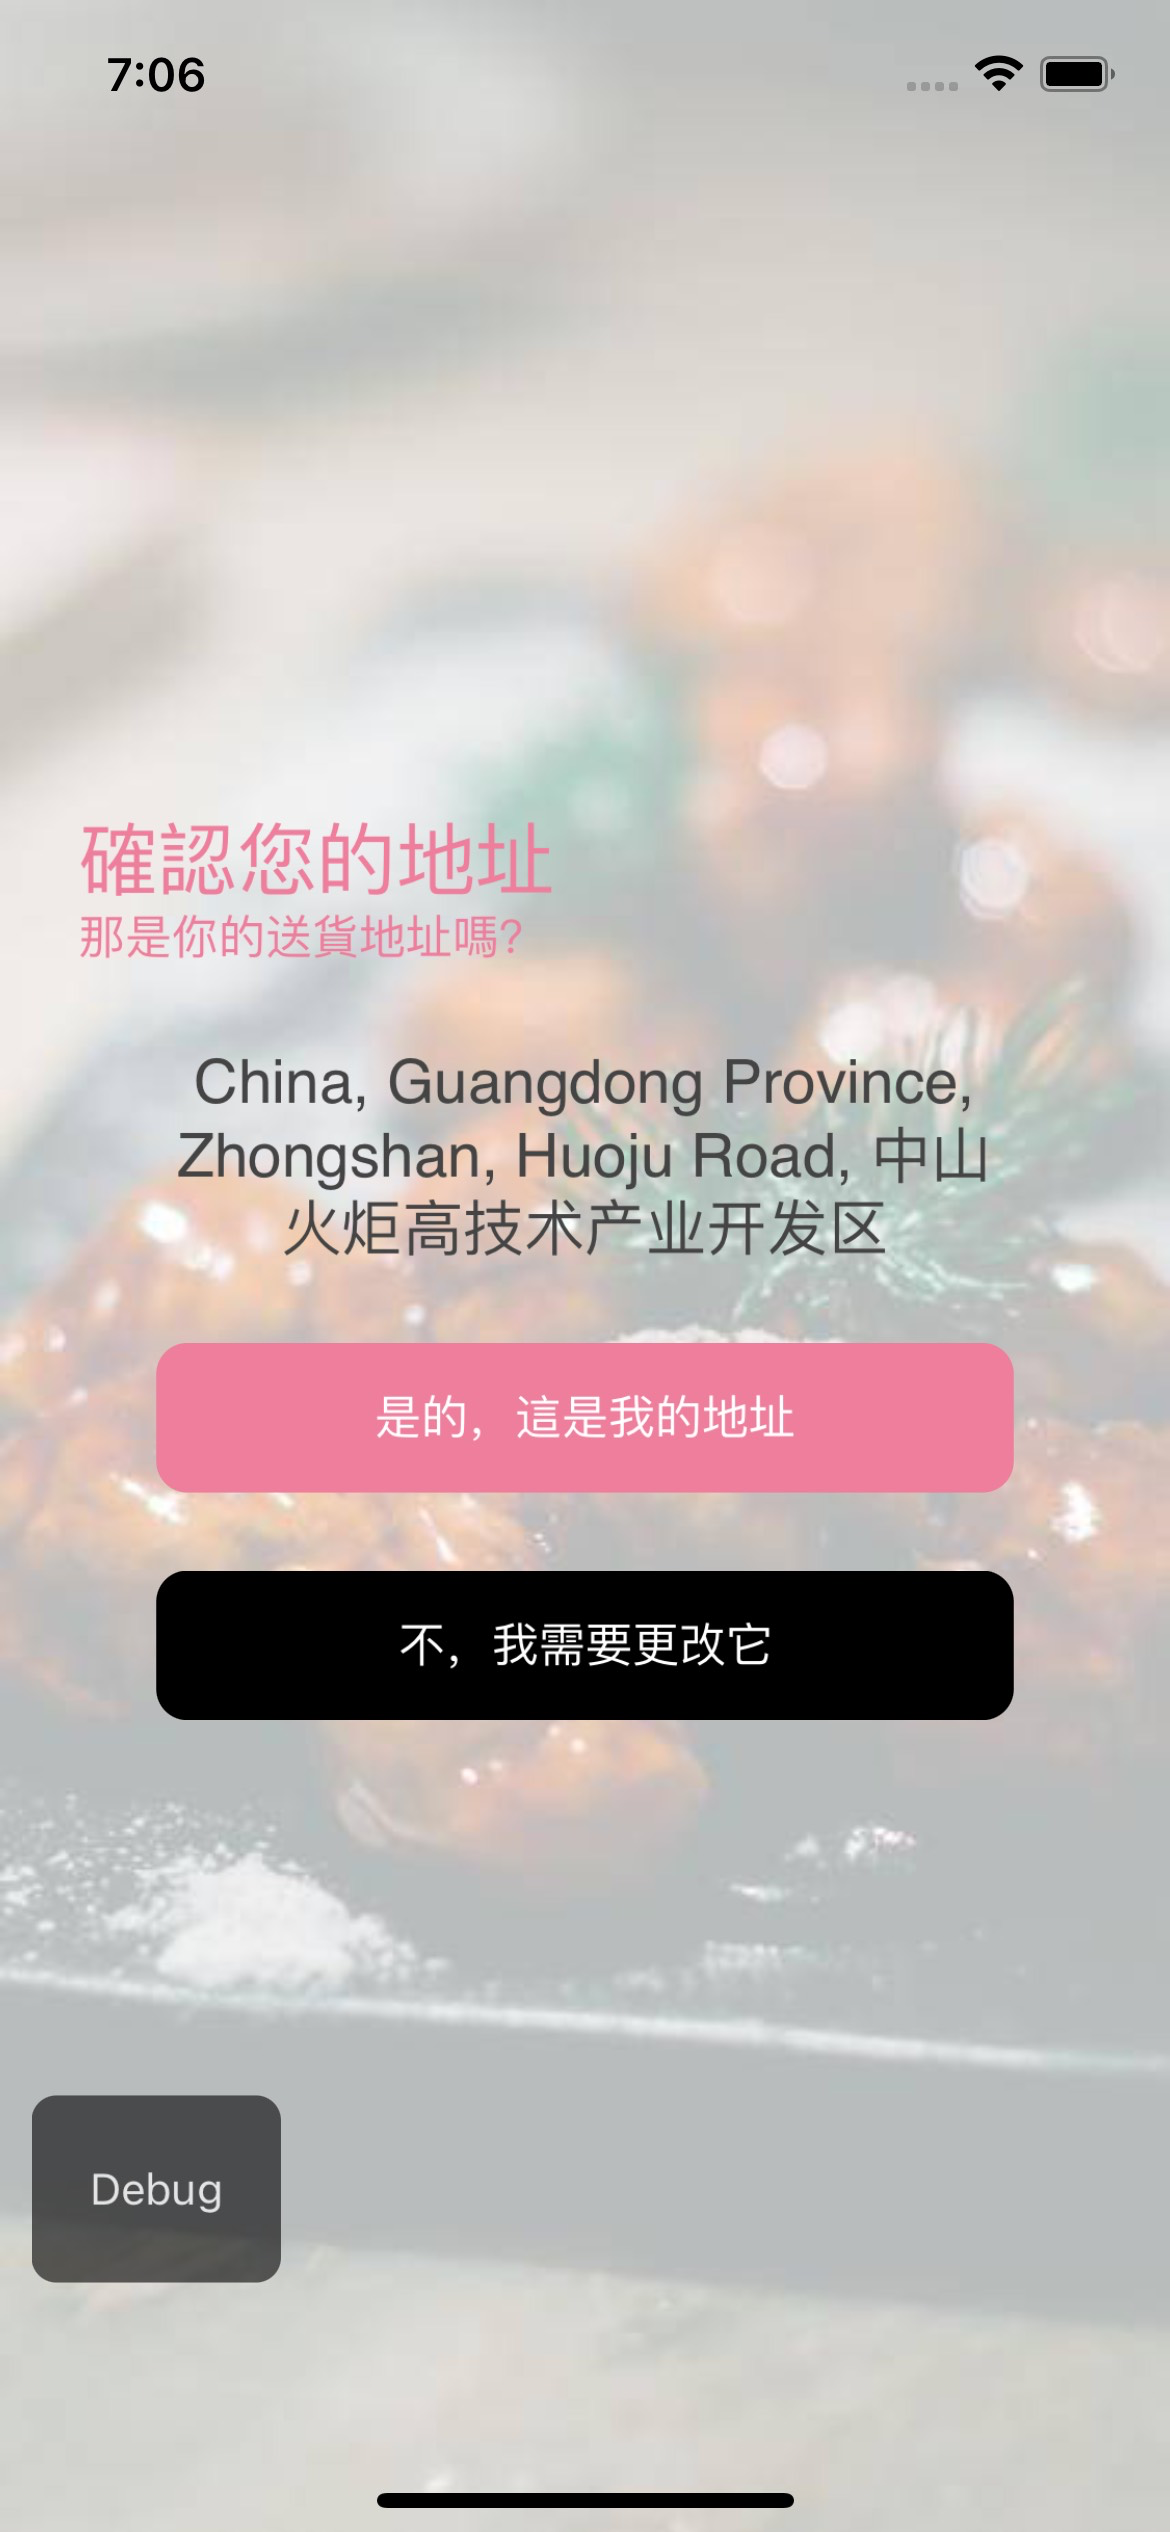 7:06
確認您的地址
那是你的送貨地址嗎?
China, Guangdong Province,
Zhongshan, Huoju Road, 中山
火炬高技术产业开发区
是的，這是我的地址
不，我需要更改它
Debug